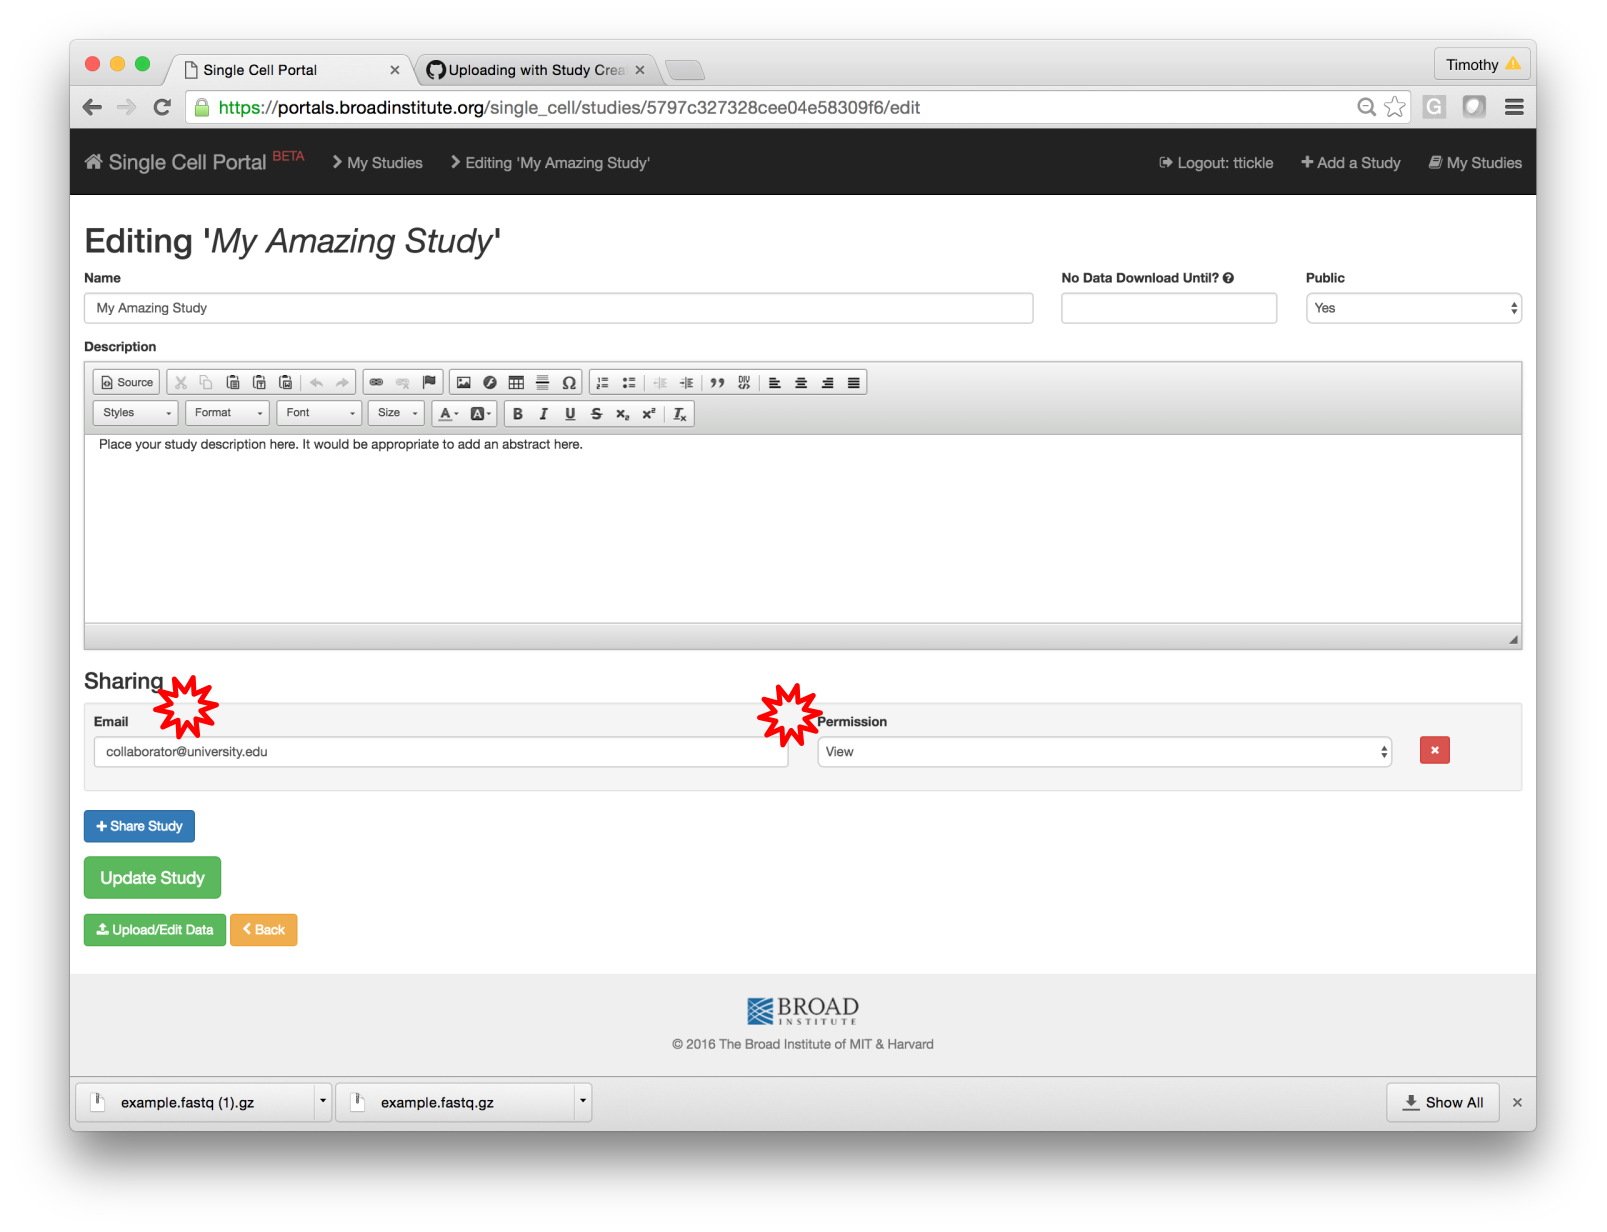 Single Cell Portal
Uploading with Study Crea
Timothy
https://portals.broadinstitute.org/single_cell/studies/5797c327328cee04e58309f6/edit
G
Single Cell Portal BETA
My Studies
Editing 'My Amazing Study'
Logout: ttickle
Add a Study
My Studies
Editing 'My Amazing Study'
Name
No Data Download Until?
Public
My Amazing Study
Yes
Description
Source
Styles
Format
Font
Size
Place your study description here. It would be appropriate to add an abstract here.
Sharing
Email
Permission
collaborator@university.edu
View
Share Study
Update Study
Upload/Edit Data
Back
BROAD
INSTITUTE
© 2016 The Broad Institute of MIT & Harvard
example.fastq (1).gz
example.fastq.gz
Show All